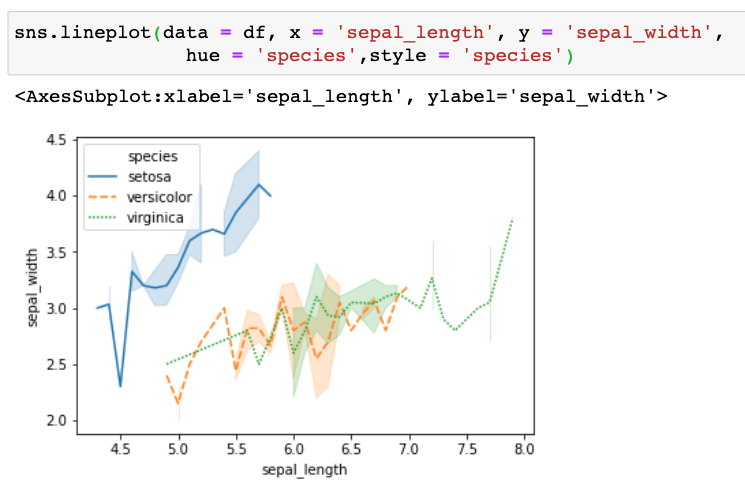 sns.lineplot(data = df, x = 'sepal_length', y = 'sepal_width',
hue = 'species',style = 'species')
<AxesSubplot:xlabel='sepal_length', ylabel='sepal_width'>
4.5
4.0
3.5
3.0
2.5
2.0
sepal_width
species
setosa
versicolor
virginica
4.5 5.0 5.5 6.0 6.5 7.0 7.5 8.0
sepal_length